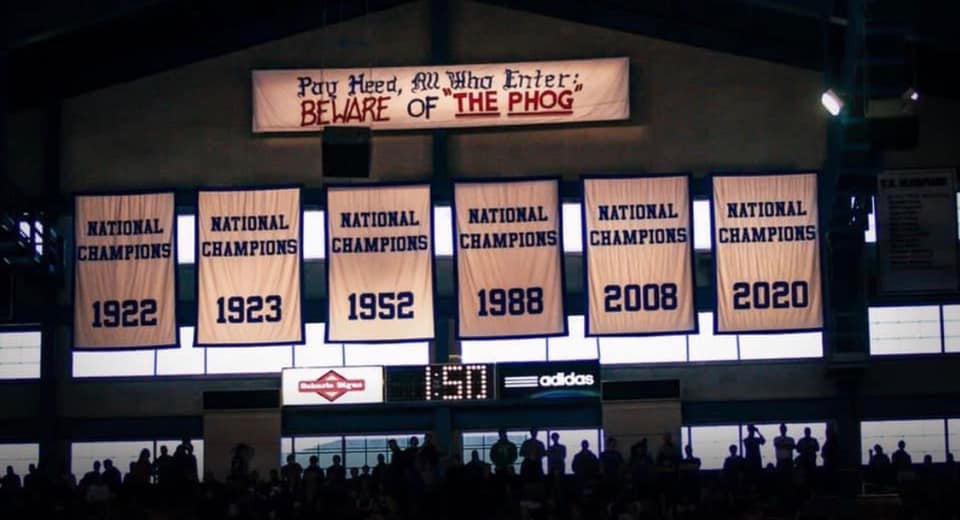 Pay Heed, All Who Enter:
BEWARE OF "THE PHOG"
NATIONAL
CHAMPIONS
1922
NATIONAL
CHAMPIONS
1923
NATIONAL
CHAMPIONS
1952
NATIONAL
CHAMPIONS
1988
NATIONAL
CHAMPIONS
2008
NATIONAL
CHAMPIONS
2020
1:50
adidas